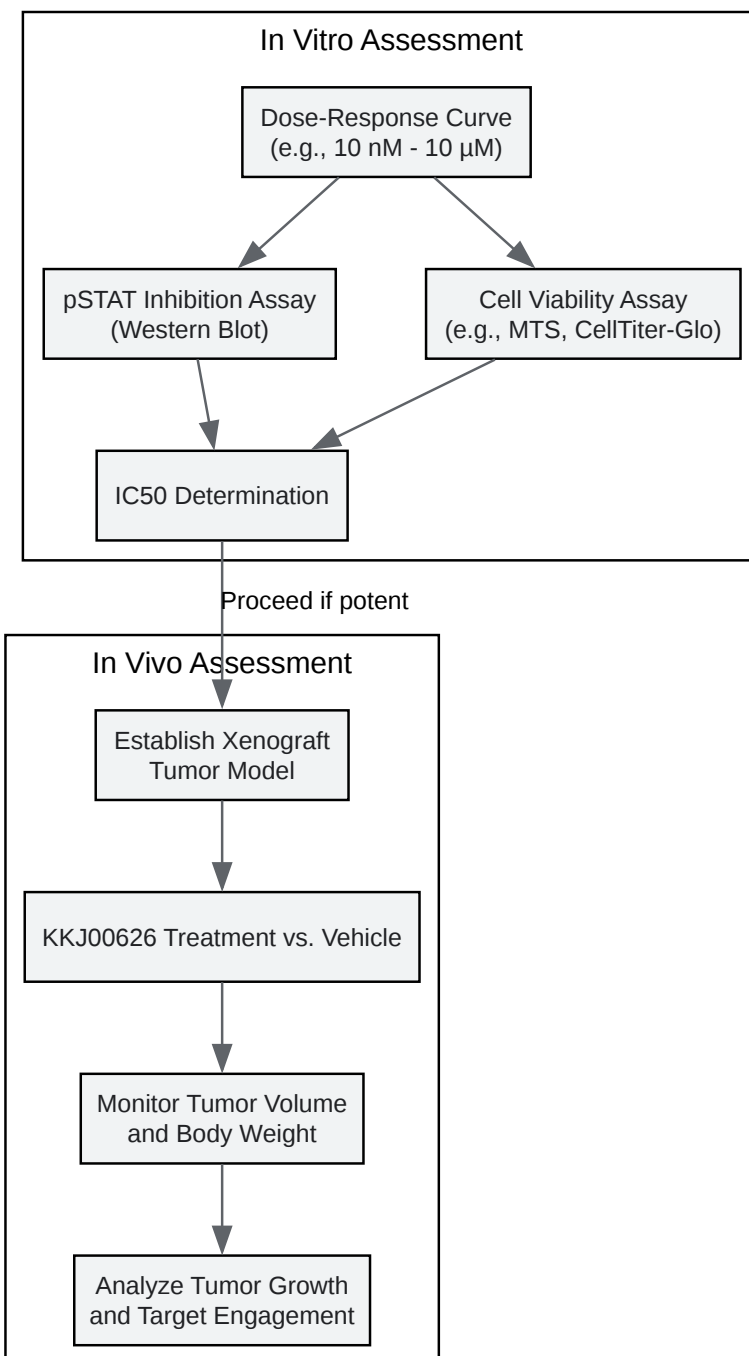 In Vitro Assessment
Dose-Response Curve
(e.g., 10 nM - 10 µM)
pSTAT Inhibition Assay
(Western Blot)
Cell Viability Assay
(e.g., MTS, CellTiter-Glo)
IC50 Determination
Proceed if potent
In Vivo Assessment
Establish Xenograft
Tumor Model
KKJ00626 Treatment vs. Vehicle
Monitor Tumor Volume
and Body Weight
Analyze Tumor Growth
and Target Engagement